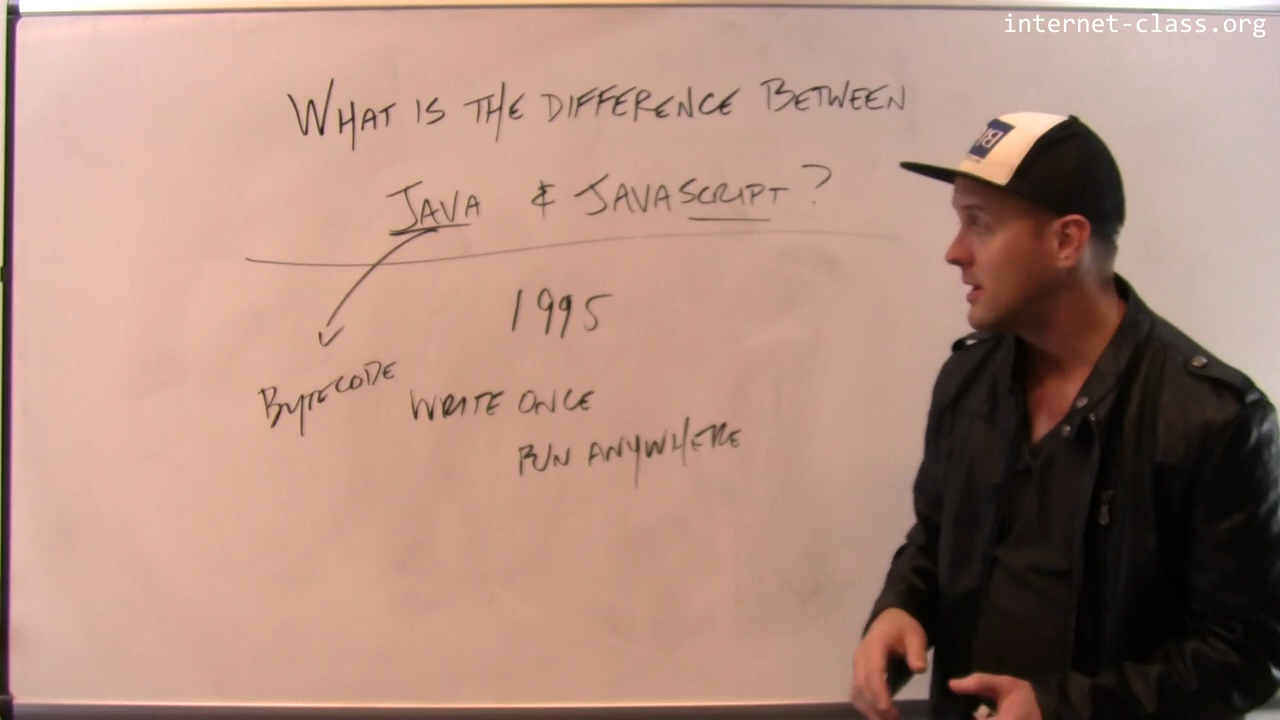 internet-class.org
WHAT IS THE DIFFERENCE BETWEEN
JAVA & JAVASCRIPT?
1995
BYTECODE
WRITE ONCE
RUN ANYWHERE